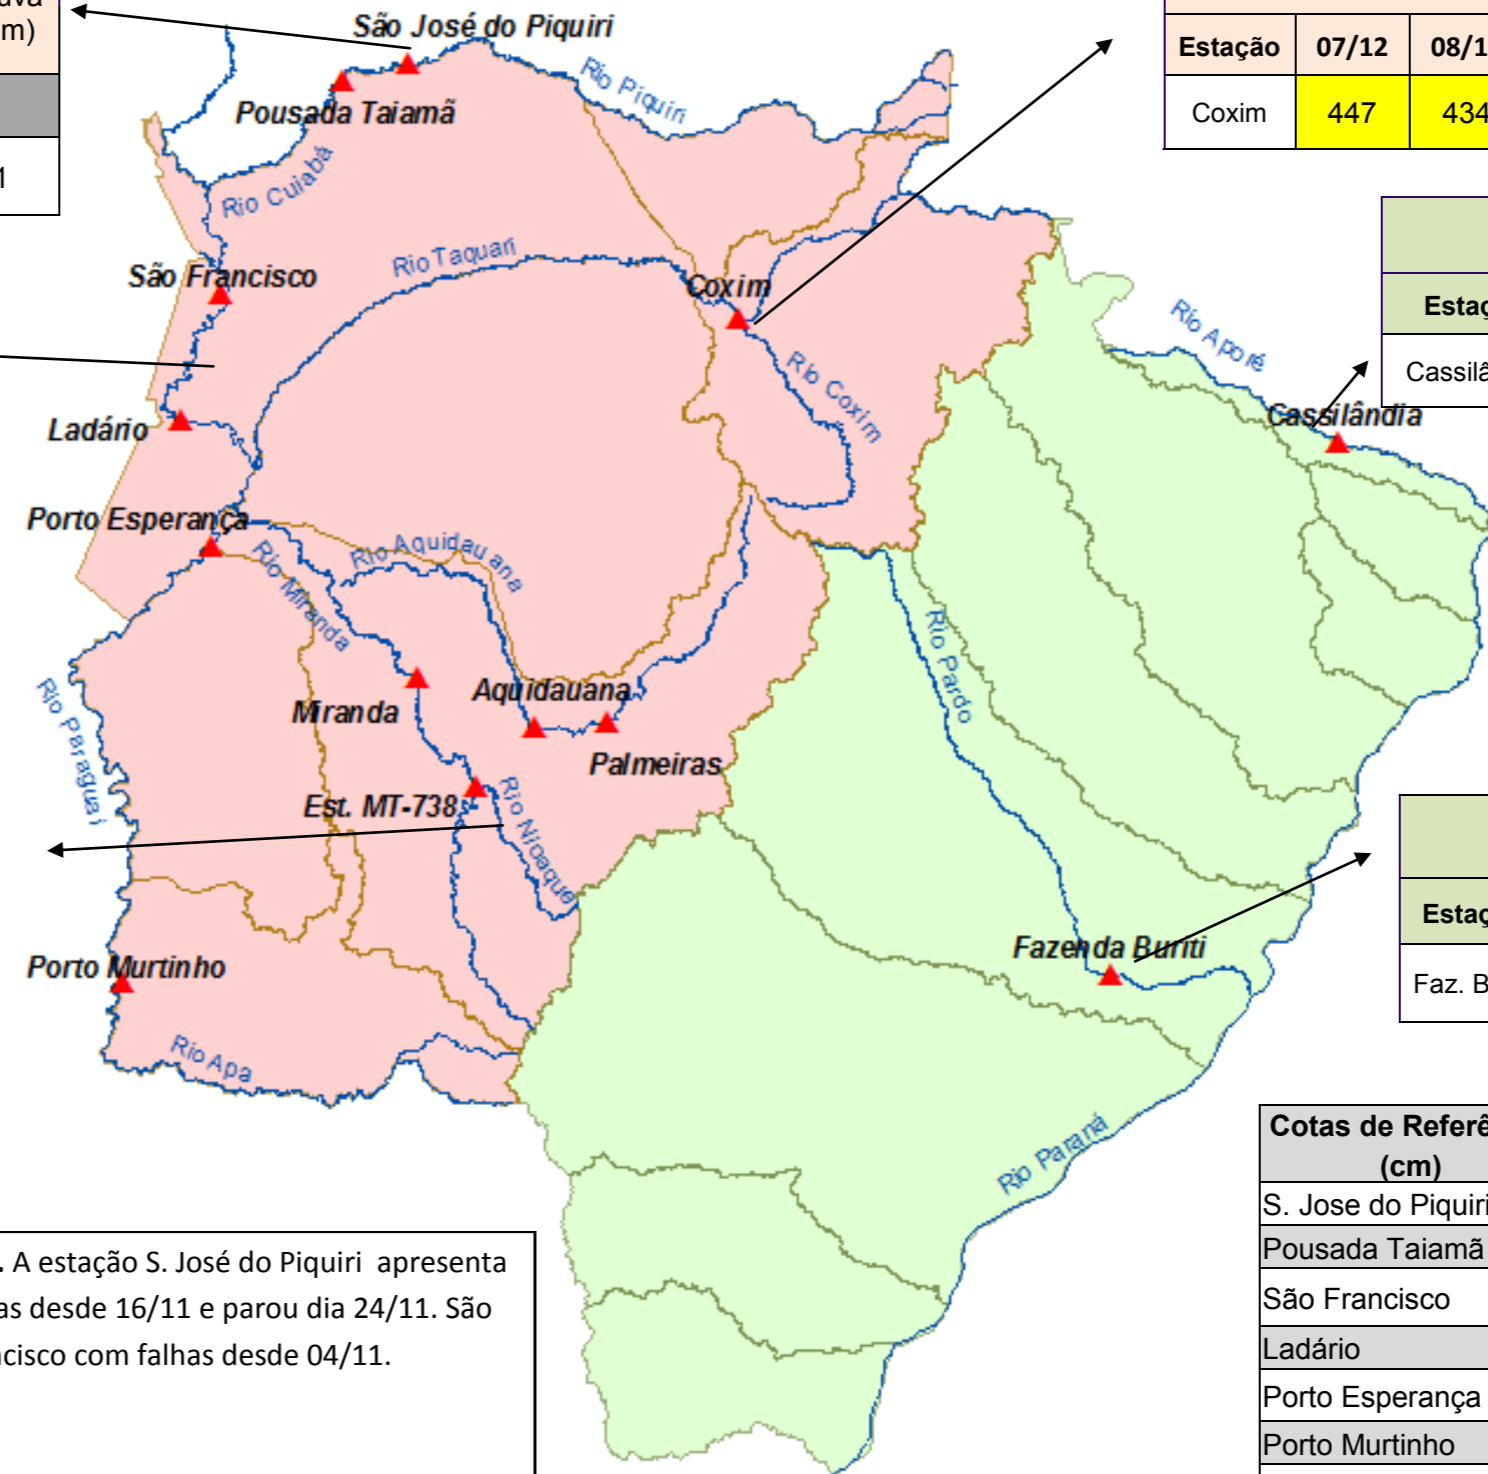 São José do Piquiri
Estação 07/12
Coxim 447 434
Rio Piquiri
Pousada Taiamã
Rio Cuiabá
Rio Taquari
São Francisco
Coxim
Rio Aporé
Rio Coxim
Cassilândia
Ladário
Porto Esperança
Rio Aquidauana
Rio Miranda
Rio Pardo
Aquidauana
Miranda
Rio Paraguai
Palmeiras
Est. MT-738
Rio Nioaque
Fazenda Buriti
Faz. B
Porto Murtinho
Rio Apa
Rio Paraná
Cotas de Referê
(cm)
S. Jose do Piquiri
Pousada Taiamã
São Francisco
Ladário
Porto Esperança
Porto Murtinho
. A estação S. José do Piquiri apresenta
as desde 16/11 e parou dia 24/11. São
ncisco com falhas desde 04/11.